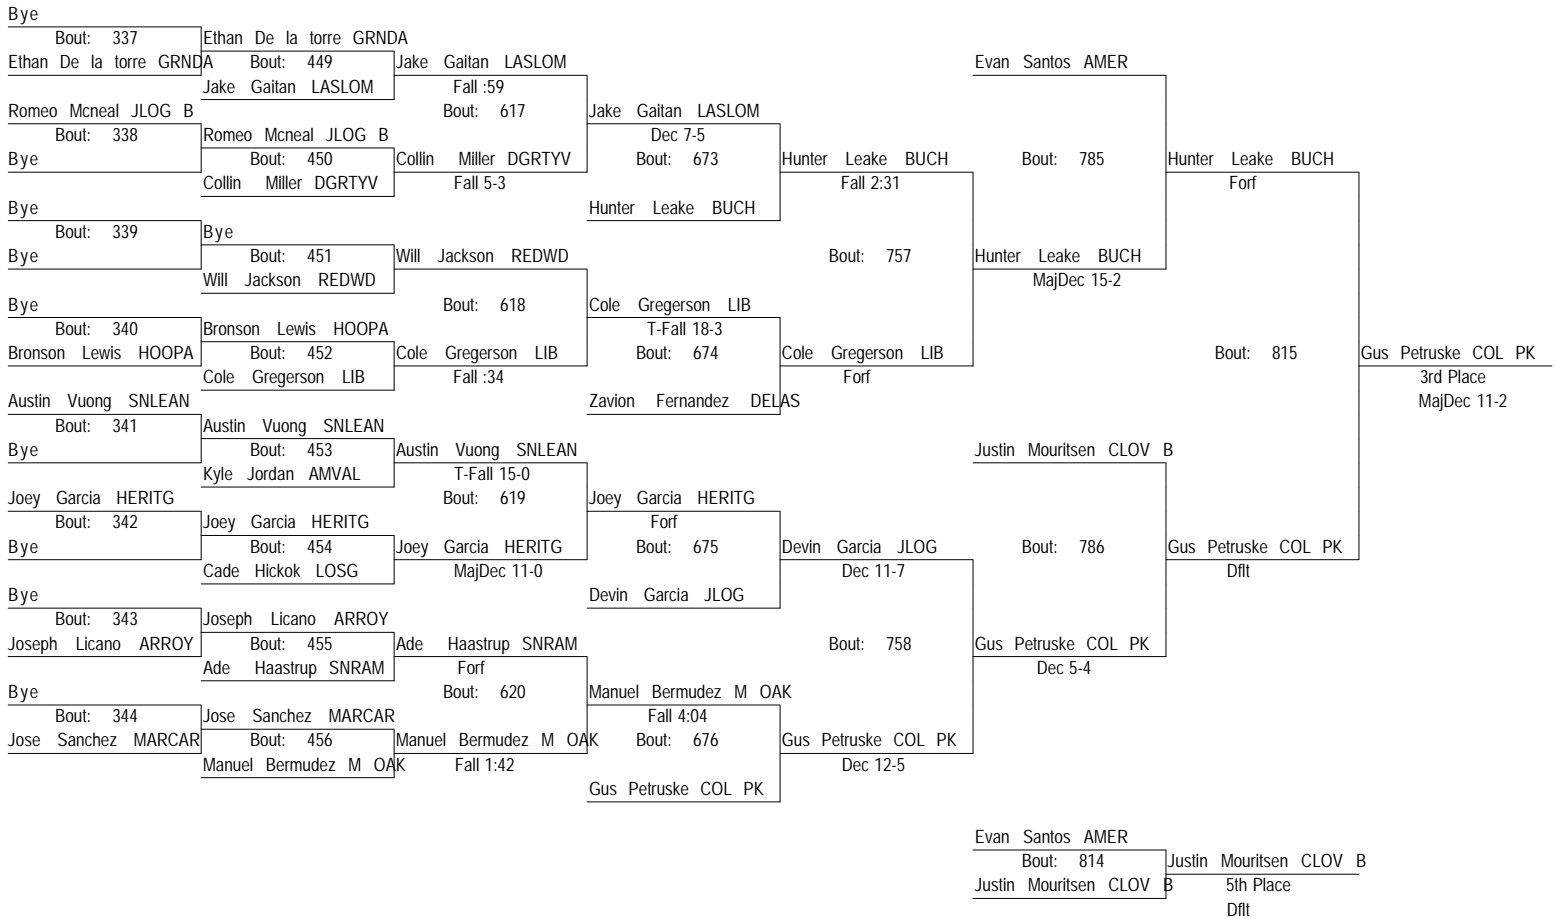 Bye
Bout: 337 Ethan De la torre GRNDA
Ethan De la torre GRNDA Bout: 449 Jake Gaitan LASLOM Evan Santos AMER
Jake Gaitan LASLOM Fall :59
Romeo Mcneal JLOG B Bout: 617 Jake Gaitan LASLOM
Bout: 338 Romeo Mcneal JLOG B Dec 7-5
Bye Bout: 450 Collin Miller DGRTYV Bout: 673 Hunter Leake BUCH Bout: 785 Hunter Leake BUCH
Collin Miller DGRTYV Fall 5-3 Fall 2:31 Forf
Bye Hunter Leake BUCH
Bout: 339 Bye
Bye Bout: 451 Will Jackson REDWD Bout: 757 Hunter Leake BUCH
Will Jackson REDWD MajDec 15-2
Bye Bout: 618 Cole Gregerson LIB
Bout: 340 Bronson Lewis HOOPA T-Fall 18-3
Bronson Lewis HOOPA Bout: 452 Cole Gregerson LIB Bout: 674 Cole Gregerson LIB Bout: 815 Gus Petruske COL PK
Cole Gregerson LIB Fall :34 Forf 3rd Place
Austin Vuong SNLEAN Zavion Fernandez DELAS MajDec 11-2
Bout: 341 Austin Vuong SNLEAN
Bye Bout: 453 Austin Vuong SNLEAN Justin Mouritsen CLOV B
Kyle Jordan AMVAL T-Fall 15-0
Joey Garcia HERITG Bout: 619 Joey Garcia HERITG
Bout: 342 Joey Garcia HERITG Forf
Bye Bout: 454 Joey Garcia HERITG Bout: 675 Devin Garcia JLOG Bout: 786 Gus Petruske COL PK
Cade Hickok LOSG MajDec 11-0 Dec 11-7 Dflt
Bye Devin Garcia JLOG
Bout: 343 Joseph Licano ARROY
Joseph Licano ARROY Bout: 455 Ade Haastrup SNRAM Bout: 758 Gus Petruske COL PK
Ade Haastrup SNRAM Forf Dec 5-4
Bye Bout: 620 Manuel Bermudez M OAK
Bout: 344 Jose Sanchez MARCAR Fall 4:04
Jose Sanchez MARCAR Bout: 456 Manuel Bermudez M OAK Bout: 676 Gus Petruske COL PK
Manuel Bermudez M OAK Fall 1:42 Dec 12-5
Gus Petruske COL PK
Evan Santos AMER
Bout: 814 Justin Mouritsen CLOV B
Justin Mouritsen CLOV B 5th Place
Dflt